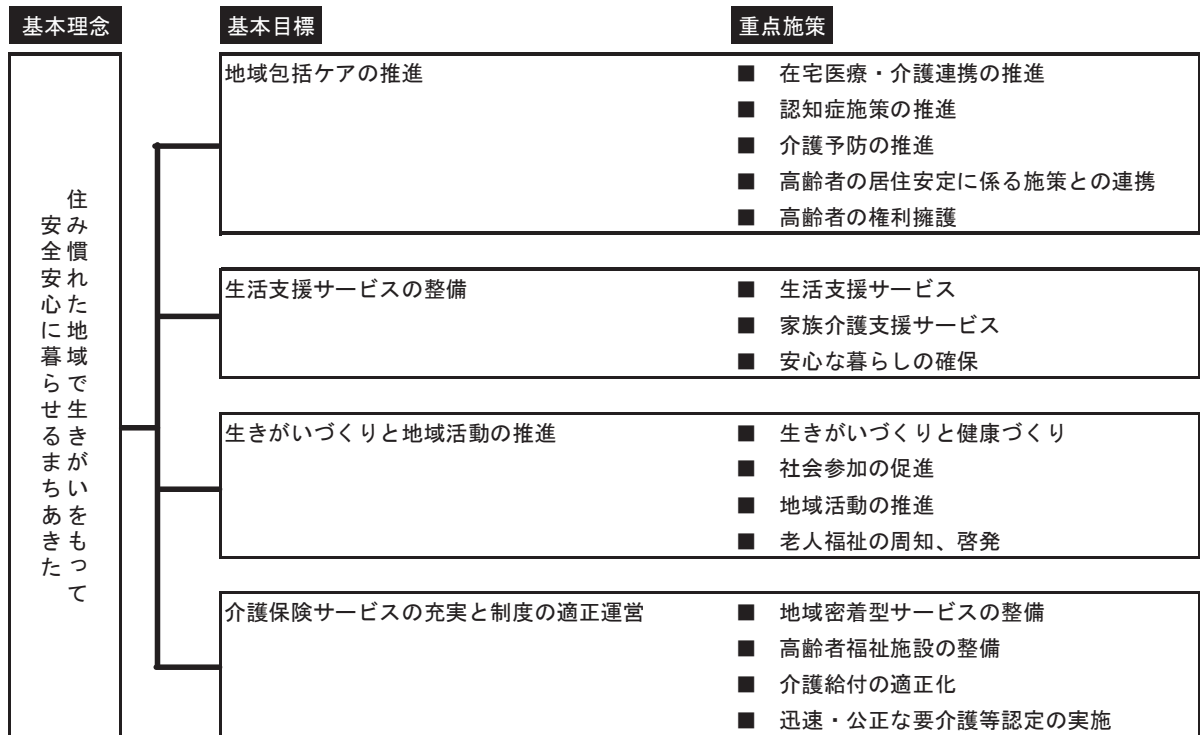 基本理念
基本目標
重点施策
住み慣れた地域で生きがいをもって
安全安心に暮らせるまちあきた
地域包括ケアの推進
■ 在宅医療・介護連携の推進
■ 認知症施策の推進
■ 介護予防の推進
■ 高齢者の居住安定に係る施策との連携
■ 高齢者の権利擁護
生活支援サービスの整備
■ 生活支援サービス
■ 家族介護支援サービス
■ 安心な暮らしの確保
生きがいづくりと地域活動の推進
■ 生きがいづくりと健康づくり
■ 社会参加の促進
■ 地域活動の推進
■ 老人福祉の周知、啓発
介護保険サービスの充実と制度の適正運営
■ 地域密着型サービスの整備
■ 高齢者福祉施設の整備
■ 介護給付の適正化
■ 迅速・公正な要介護等認定の実施